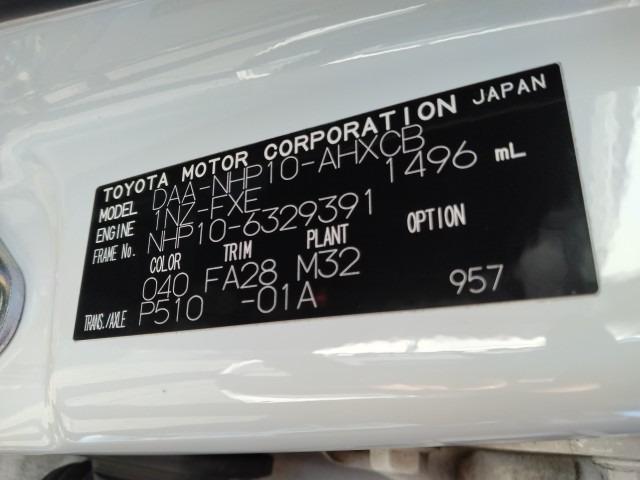 TOYOTA MOTOR CORPORATION JAPAN
MODEL DAA-NHP10-AHXCB
ENGINE 1NZ-FXE 1496 mL
FRAME No. NHP10-6329391
COLOR TRIM PLANT OPTION
040 FA28 M32
TRANS./AXLE P510 -01A 957